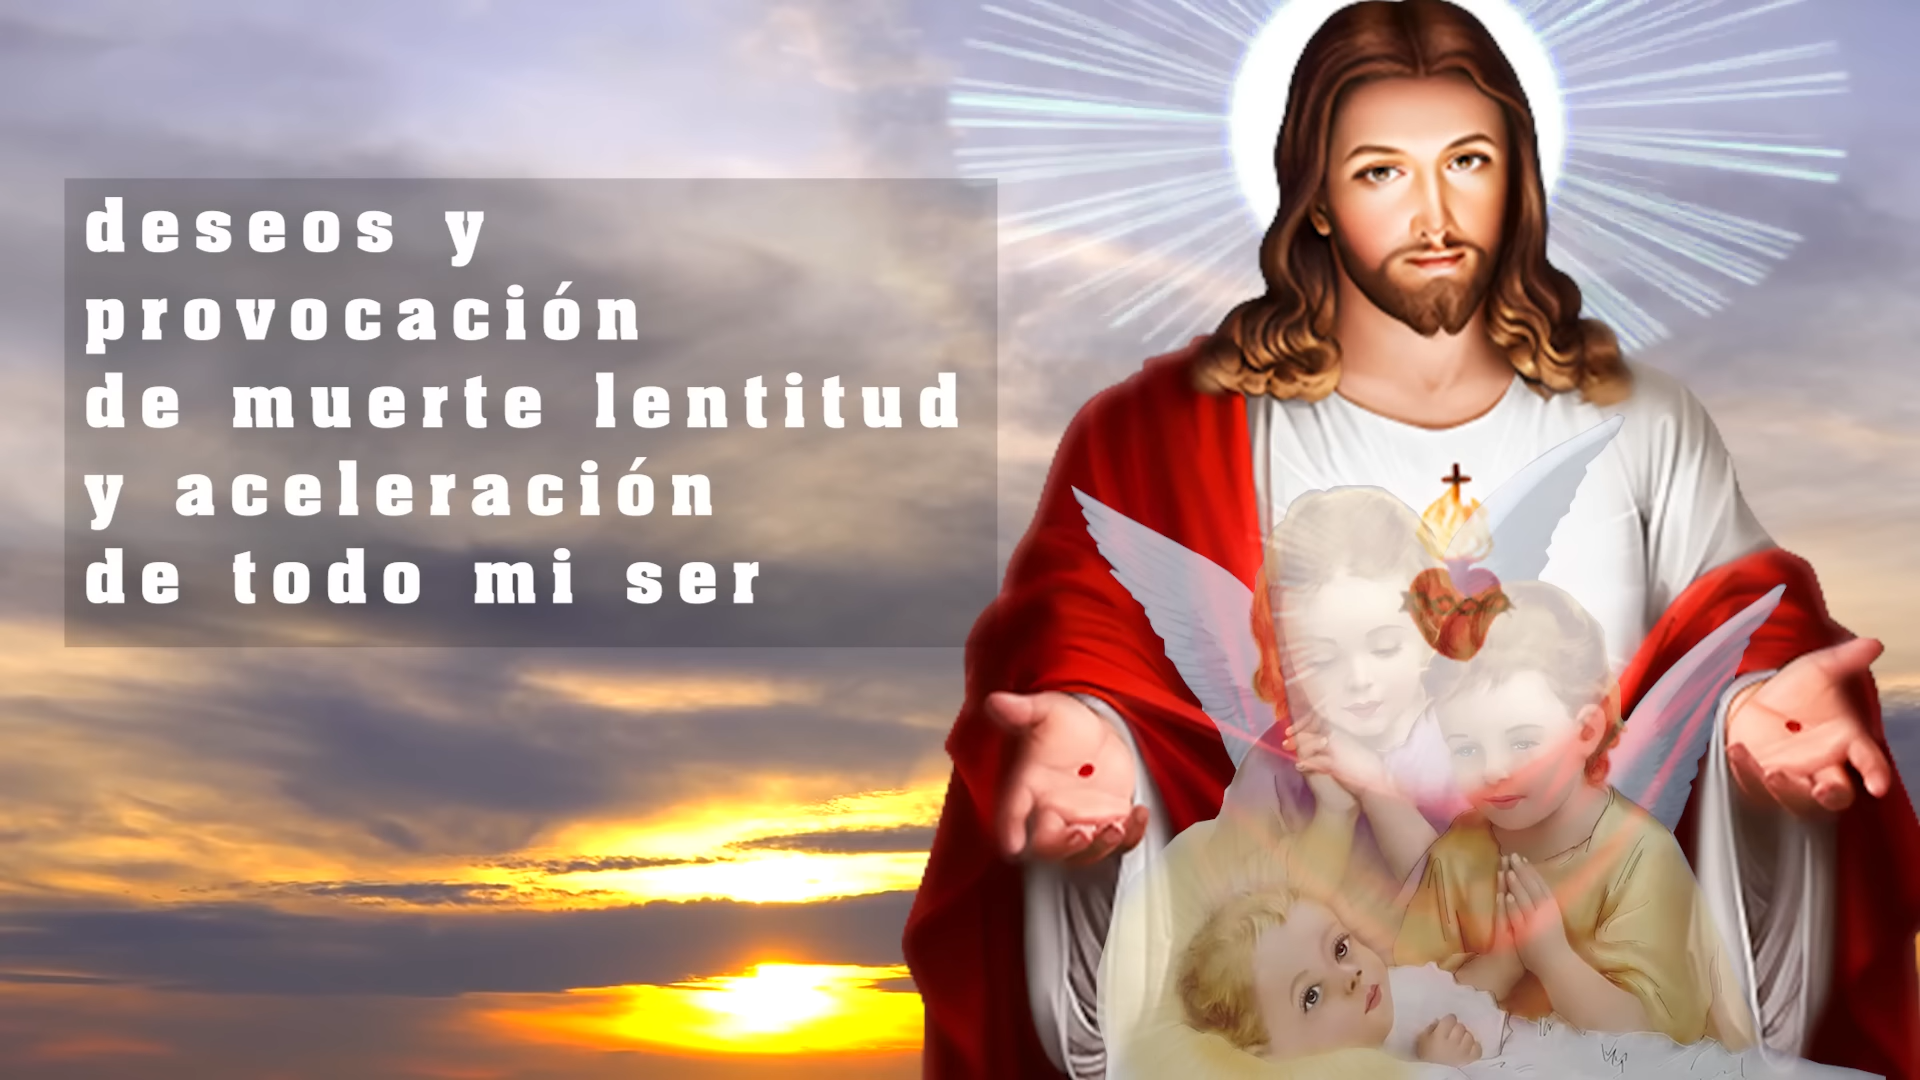 deseos y
provocación
de muerte lentitud
y aceleración
de todo mi ser